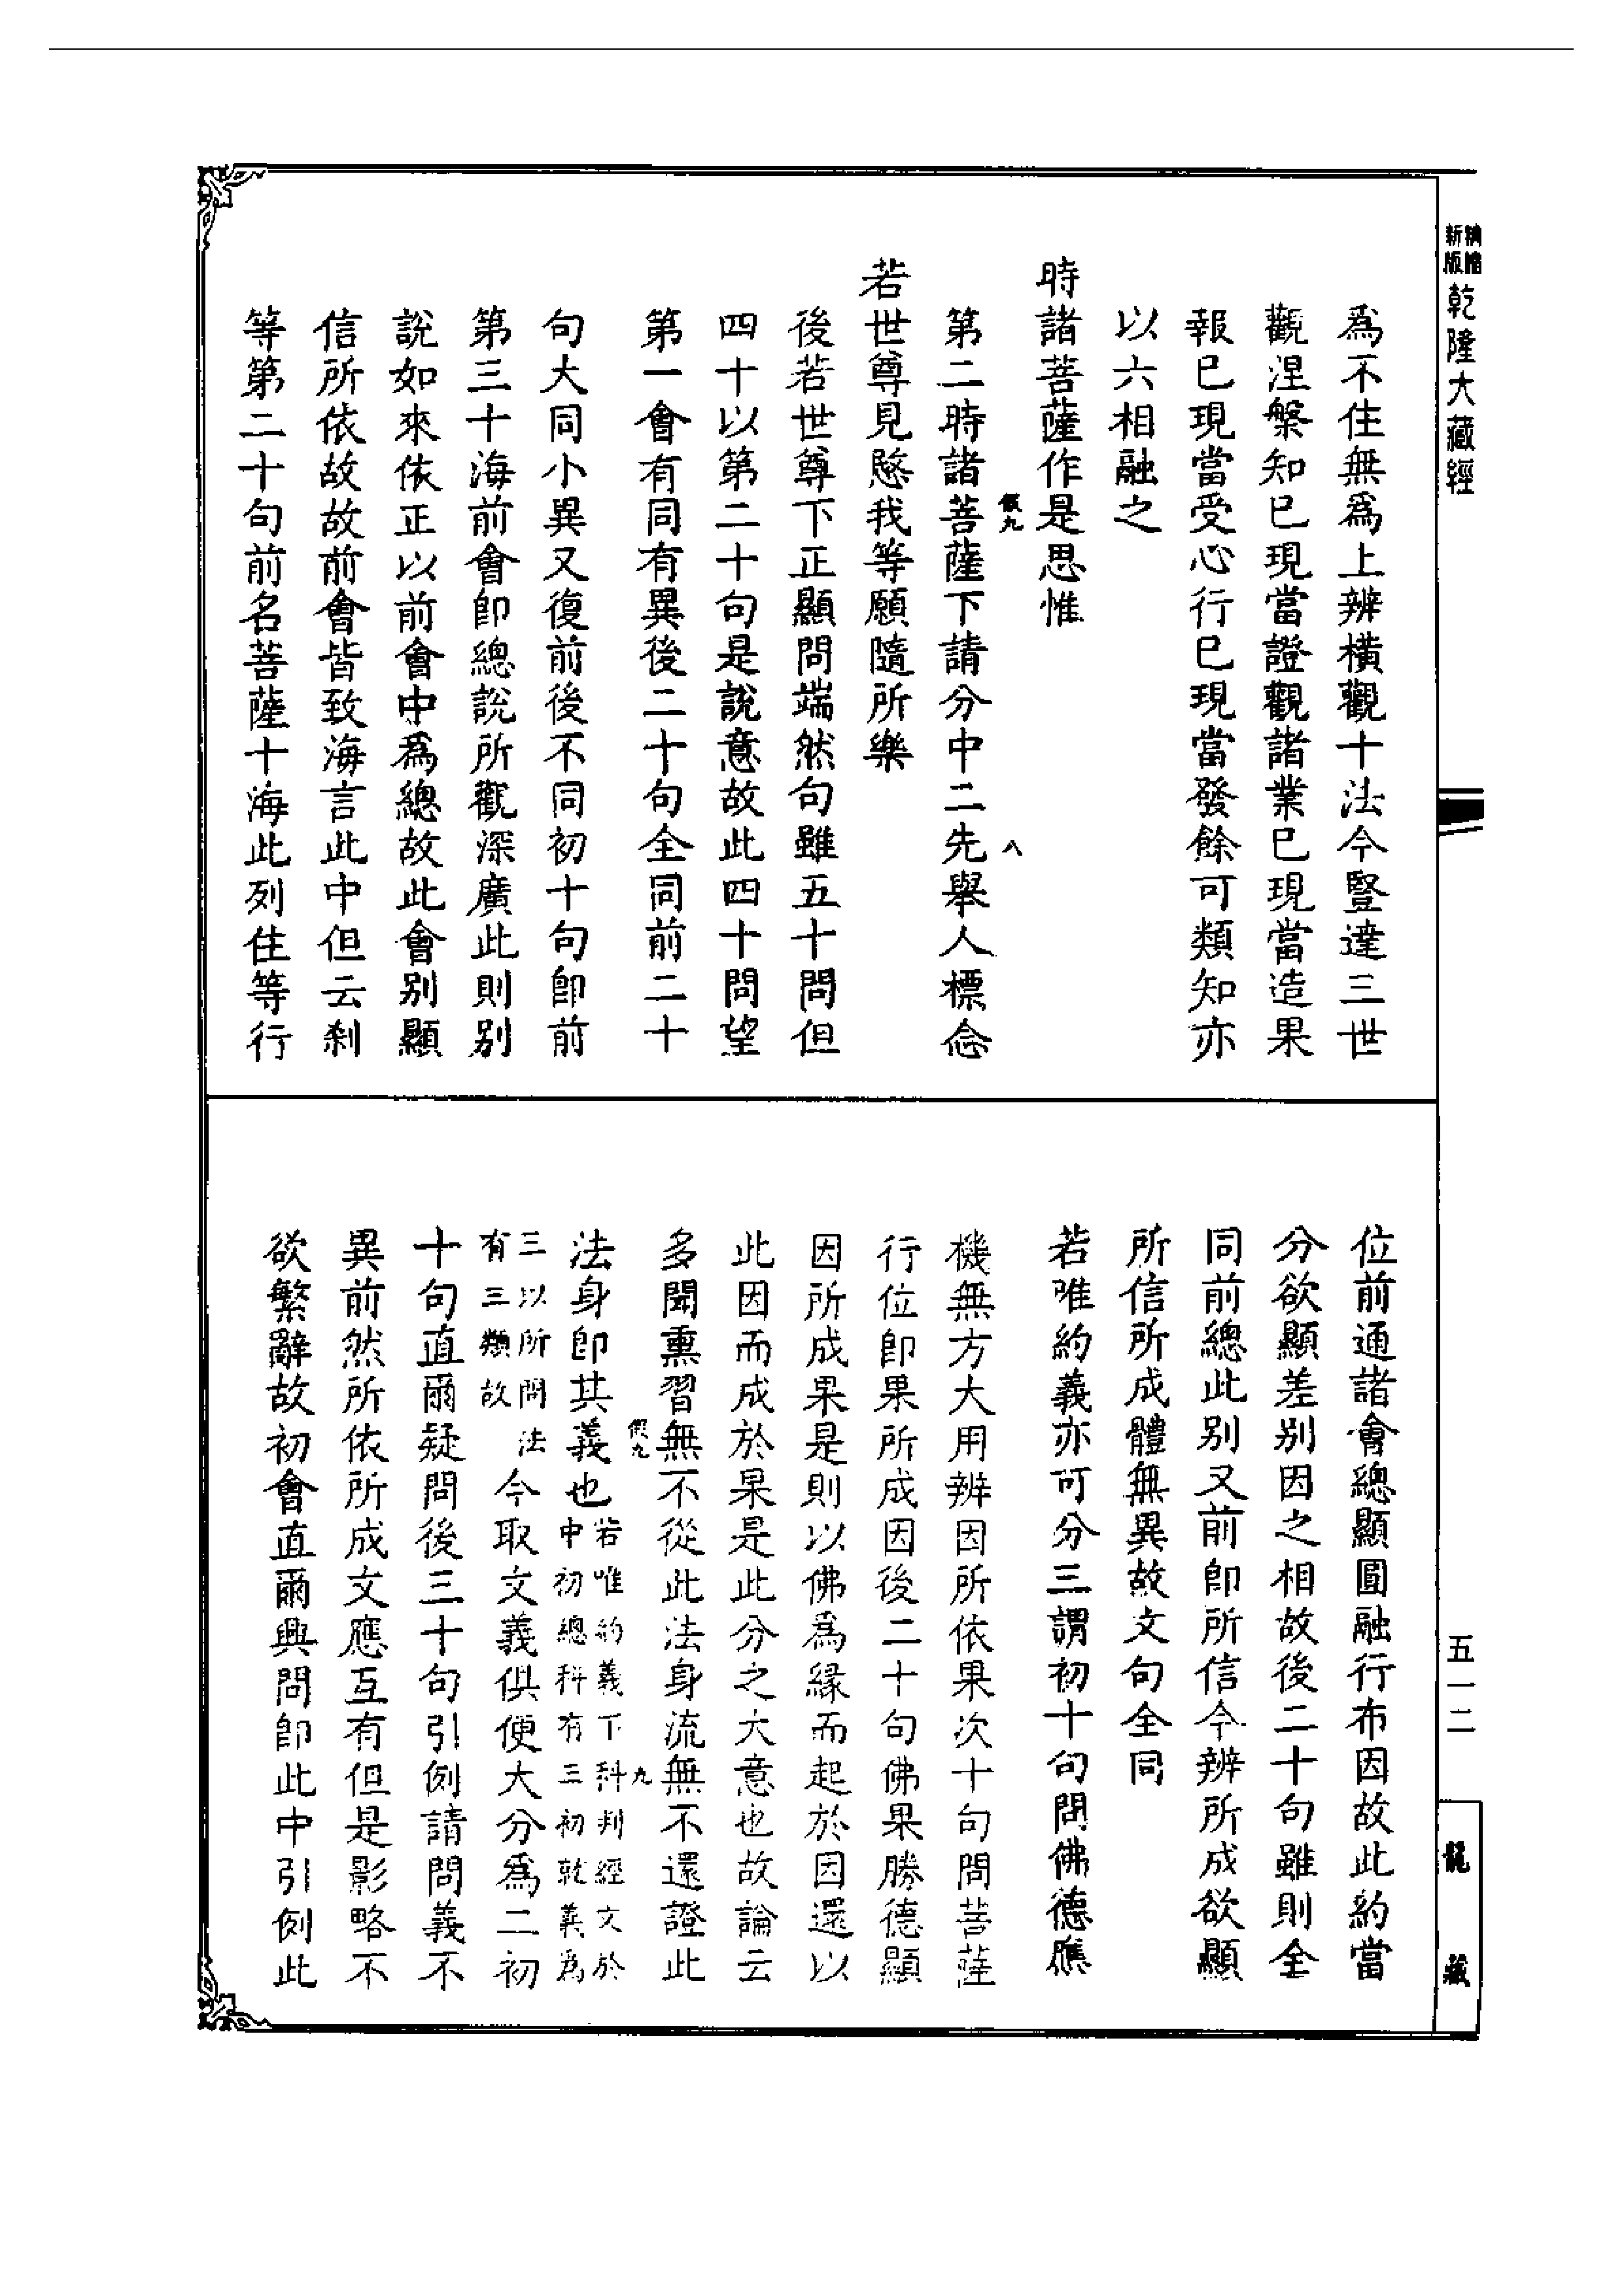 精縮新版
乾隆大藏經
為不住無為上辨橫觀十法今豎達三世
觀涅槃知已現當證觀諸業已現當造果
報已現當受心行已現當發餘可類知亦
以六相融之
時諸菩薩作是思惟
假九
八
第二時諸菩薩下請分中二先舉人標念
若世尊見愍我等願隨所樂
後若世尊下正顯問端然句雖五十問但
四十以第二十句是說意故此四十問望
第一會有同有異後二十句全同前二十
句大同小異又復前後不同初十句即前
第三十海前會即總說所觀深廣此則别
說如來依正以前會中為總故此會别顯
信所依故故前會皆致海言此中但云刹
等第二十句前名菩薩十海此列住等行
位前通諸會總顯圓融行布因故此約當
分欲顯差别因之相故後二十句雖則全
同前總此别又前即所信今辨所成欲顯
所信所成體無異故文句全同
若唯約義亦可分三謂初十句問佛德應
機無方大用辨因所依果次十句問菩薩
行位即果所成因後二十句佛果勝德顯
因所成果是則以佛為緣而起於因還以
此因而成於果是此分之大意也故論云
多聞熏習無不從此法身流無不還證此
假九
九
法身即其義也若唯約義下科判經文於
中初總科有三初就義為
三以所問法
有三類故
今取文義俱便大分為二初
十句直爾疑問後三十句引例請問義不
異前然所依所成文應互有但是影略不
欲繁辭故初會直爾興問即此中引例此
五一二
龍藏